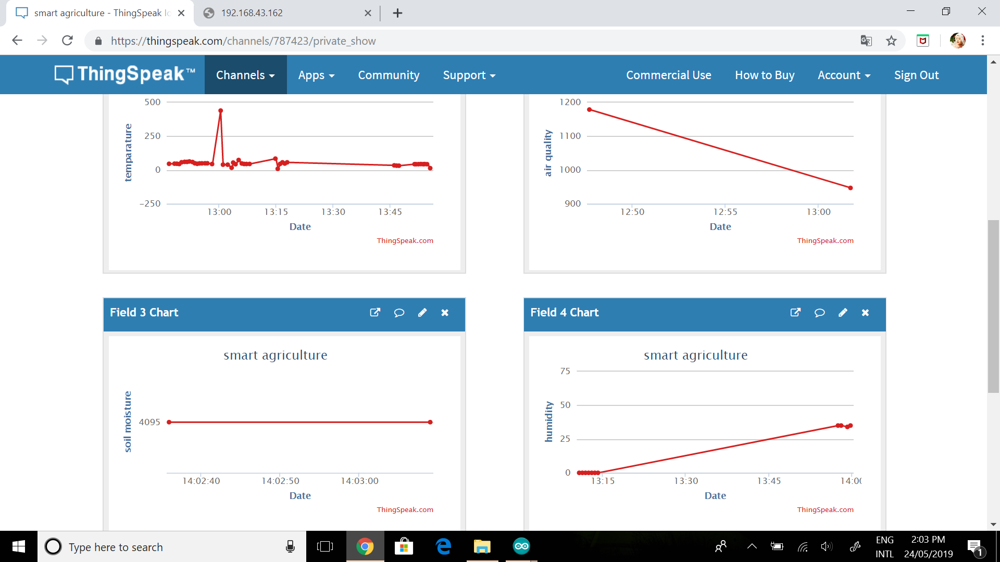 smart agriculture - ThingSpeak Io
192.168.43.162
https://thingspeak.com/channels/787423/private_show
ThingSpeak™
Channels
Apps
Community
Support
Commercial Use
How to Buy
Account
Sign Out
temparature
500
250
0
-250
13:00
13:15
13:30
13:45
Date
ThingSpeak.com
air quality
1200
1100
1000
900
12:50
12:55
13:00
Date
ThingSpeak.com
Field 3 Chart
smart agriculture
soil moisture
4095
14:02:40
14:02:50
14:03:00
Date
ThingSpeak.com
Field 4 Chart
smart agriculture
humidity
75
50
25
0
13:15
13:30
13:45
14:00
Date
ThingSpeak.com
Type here to search
ENG
INTL
2:03 PM
24/05/2019
1